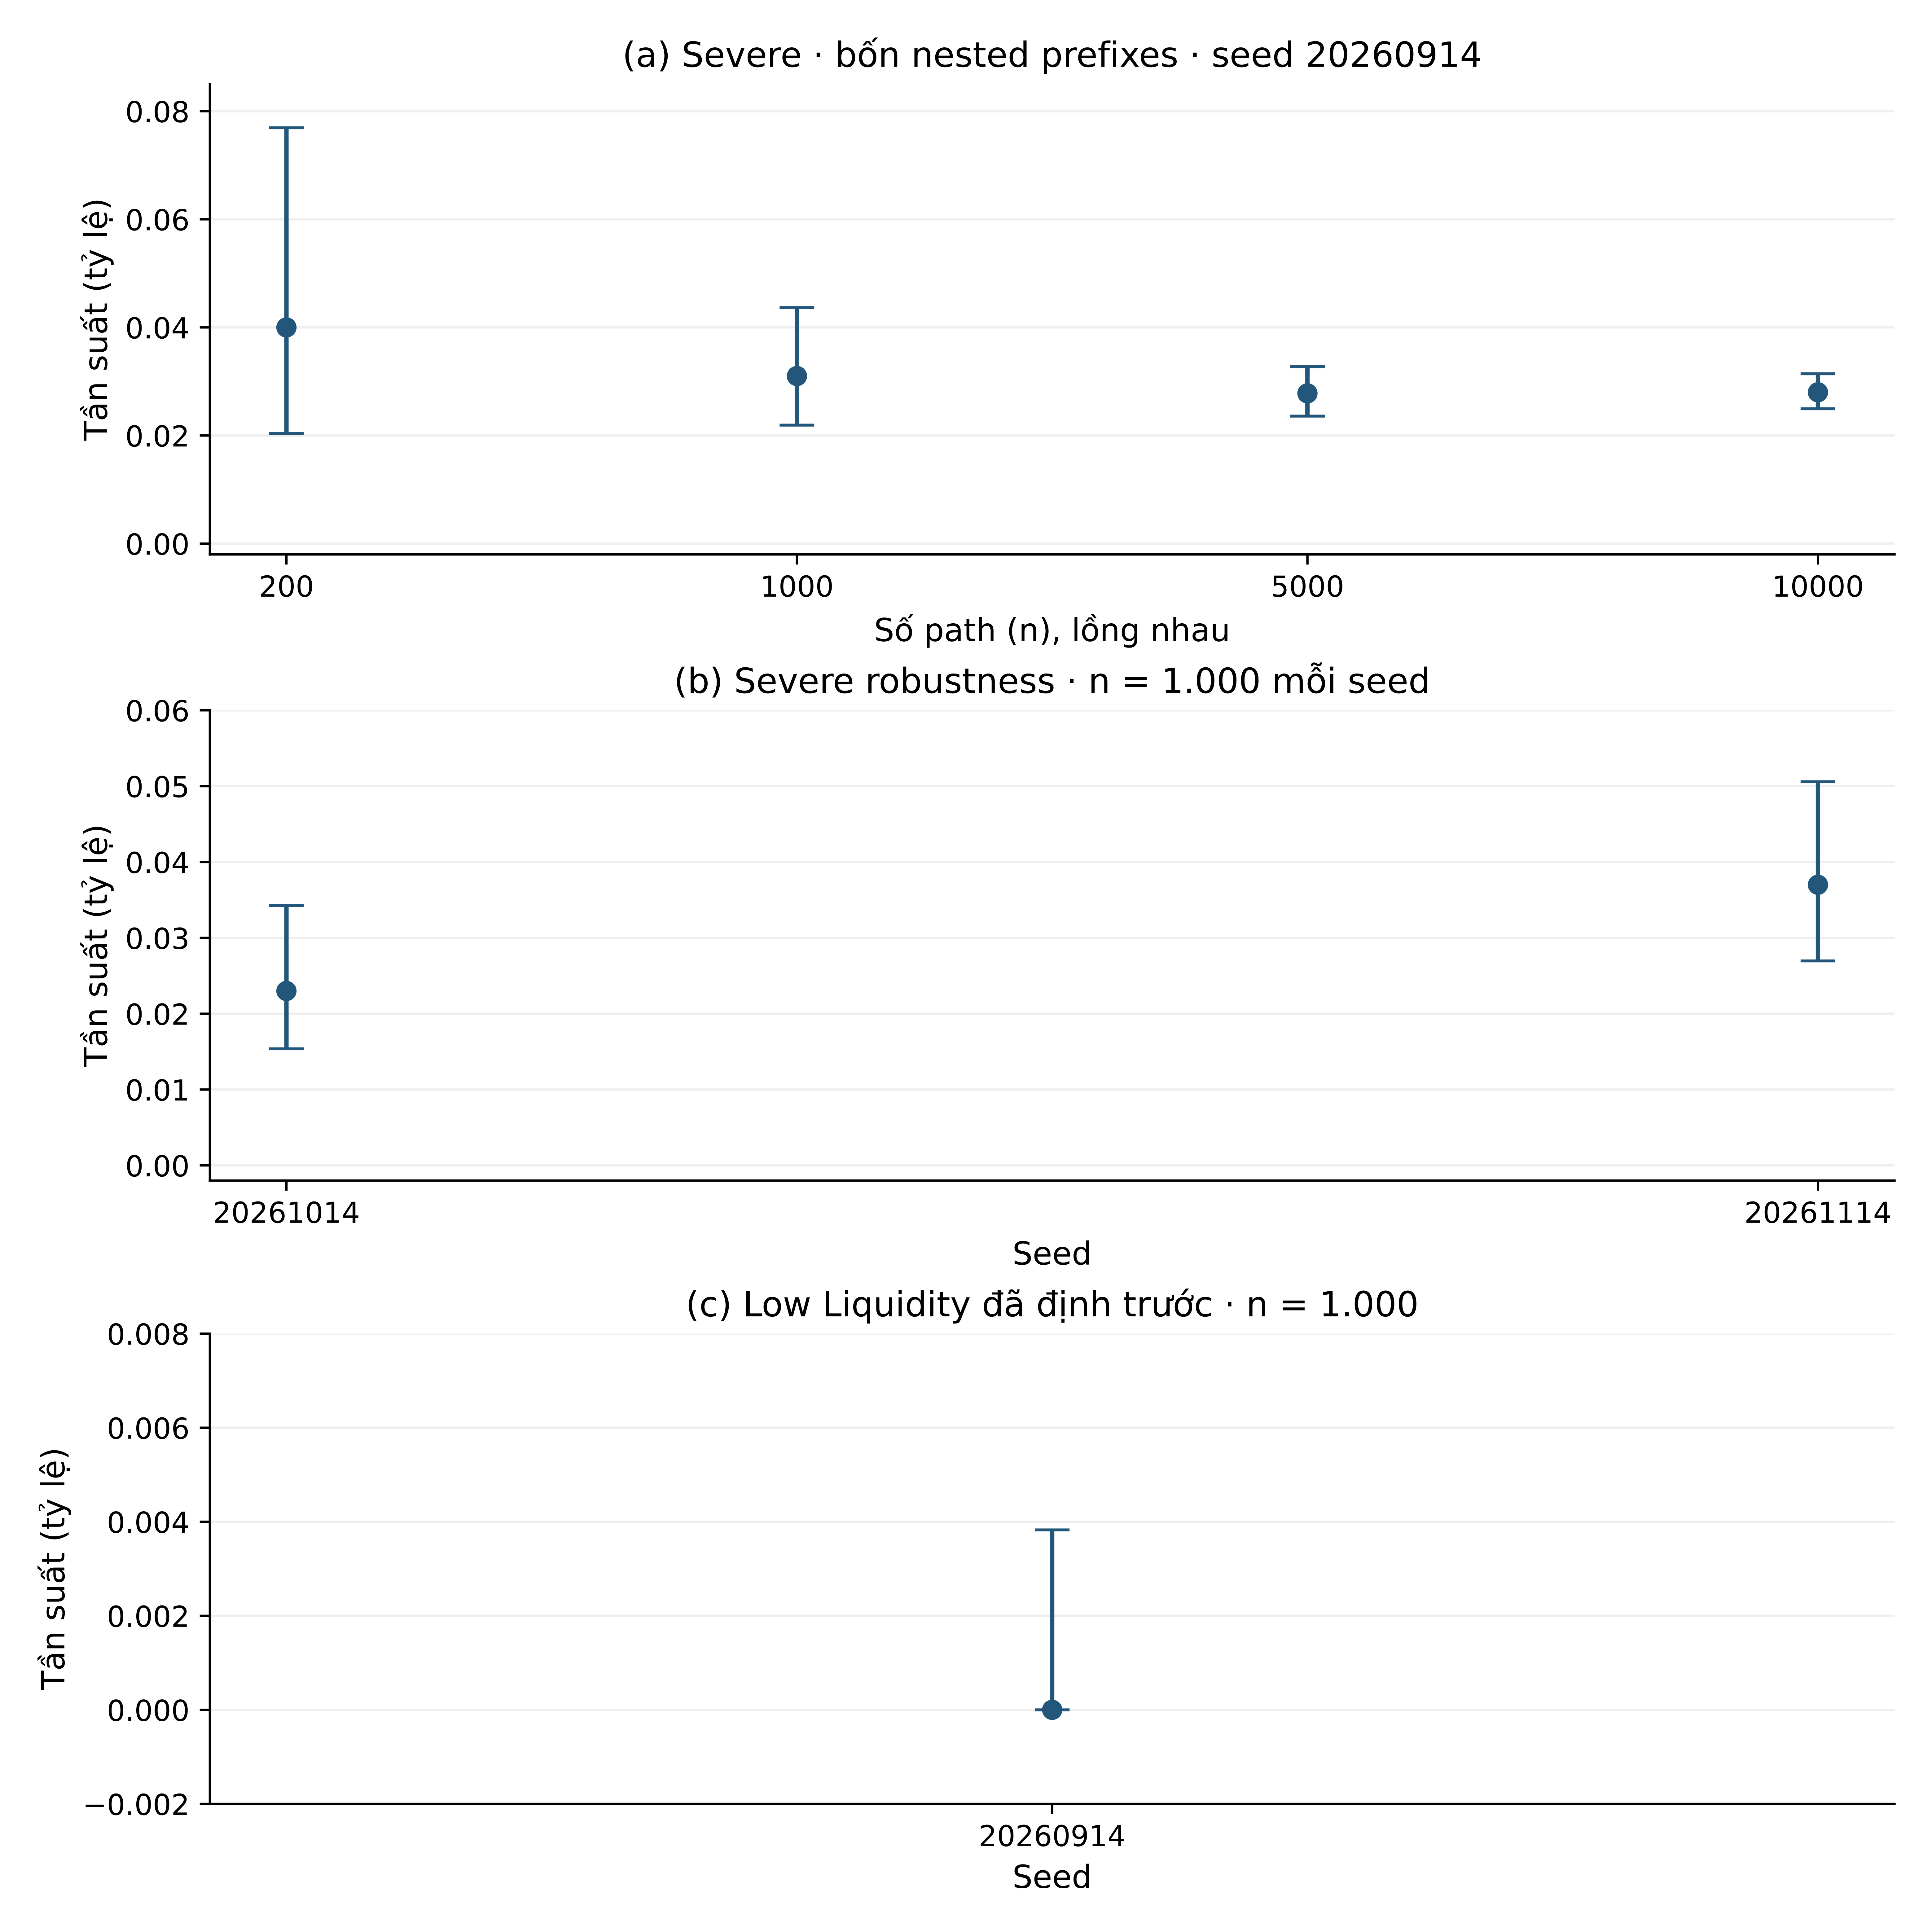 (a) Severe · bốn nested prefixes · seed 20260914
Tần suất (tỷ lệ)
0.08
0.06
0.04
0.02
0.00
200 1000 5000 10000
Số path (n), lồng nhau
(b) Severe robustness · n = 1.000 mỗi seed
Tần suất (tỷ lệ)
0.06
0.05
0.04
0.03
0.02
0.01
0.00
20261014 20261114
Seed
(c) Low Liquidity đã định trước · n = 1.000
Tần suất (tỷ lệ)
0.008
0.006
0.004
0.002
0.000
−0.002
20260914
Seed